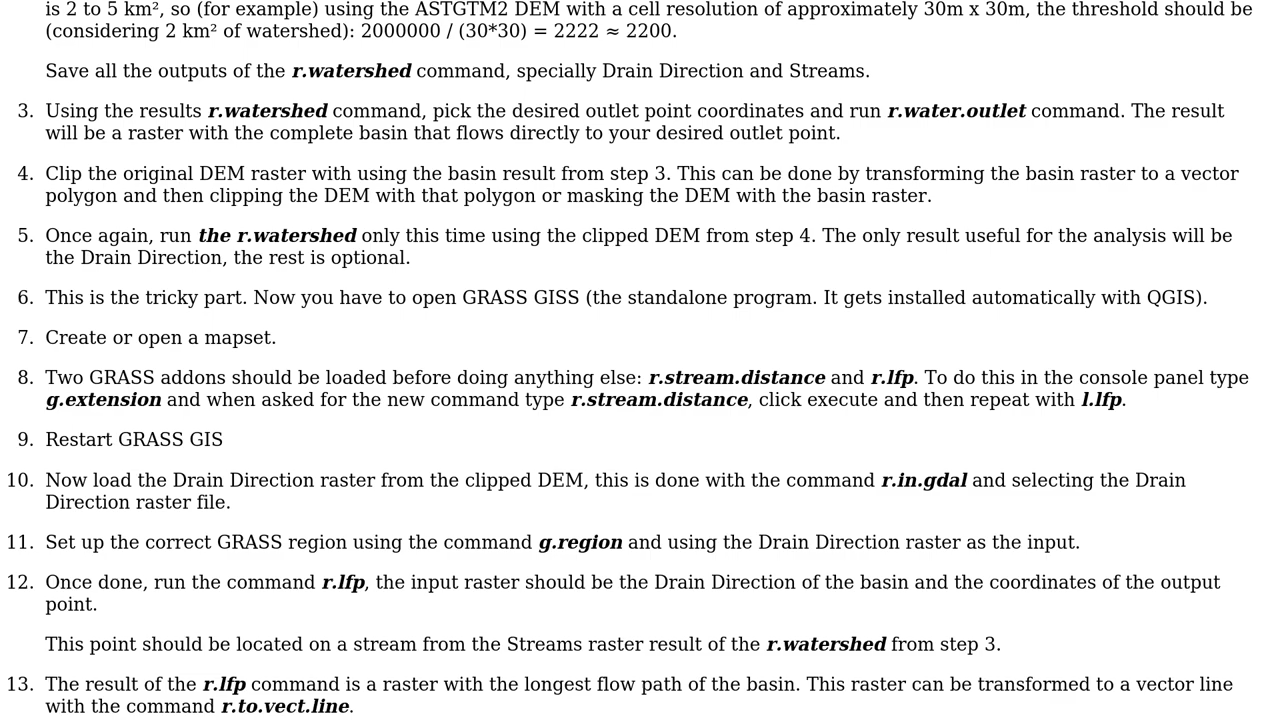 is 2 to 5 km², so (for example) using the ASTGTM2 DEM with a cell resolution of approximately 30m x 30m, the threshold should be
(considering 2 km² of watershed): 2000000 / (30*30) = 2222 ≈ 2200.
Save all the outputs of the r.watershed command, specially Drain Direction and Streams.
3. Using the results r.watershed command, pick the desired outlet point coordinates and run r.water.outlet command. The result
will be a raster with the complete basin that flows directly to your desired outlet point.
4. Clip the original DEM raster with using the basin result from step 3. This can be done by transforming the basin raster to a vector
polygon and then clipping the DEM with that polygon or masking the DEM with the basin raster.
5. Once again, run the r.watershed only this time using the clipped DEM from step 4. The only result useful for the analysis will be
the Drain Direction, the rest is optional.
6. This is the tricky part. Now you have to open GRASS GISS (the standalone program. It gets installed automatically with QGIS).
7. Create or open a mapset.
8. Two GRASS addons should be loaded before doing anything else: r.stream.distance and r.lfp. To do this in the console panel type
g.extension and when asked for the new command type r.stream.distance, click execute and then repeat with l.lfp.
9. Restart GRASS GIS
10. Now load the Drain Direction raster from the clipped DEM, this is done with the command r.in.gdal and selecting the Drain
Direction raster file.
11. Set up the correct GRASS region using the command g.region and using the Drain Direction raster as the input.
12. Once done, run the command r.lfp, the input raster should be the Drain Direction of the basin and the coordinates of the output
point.
This point should be located on a stream from the Streams raster result of the r.watershed from step 3.
13. The result of the r.lfp command is a raster with the longest flow path of the basin. This raster can be transformed to a vector line
with the command r.to.vect.line.